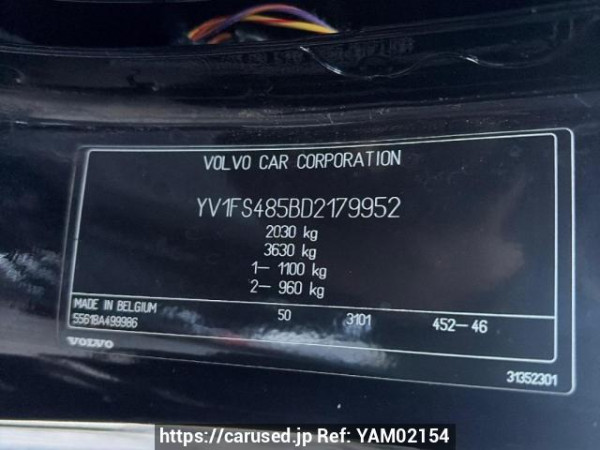 VOLVO CAR CORPORATION
YV1FS485BD2179952
2030 kg
3630 kg
1- 1100 kg
2- 960 kg
MADE IN BELGIUM
55618A499986 50 3101 452-46
VOLVO
31352301
https://carused.jp Ref: YAM02154